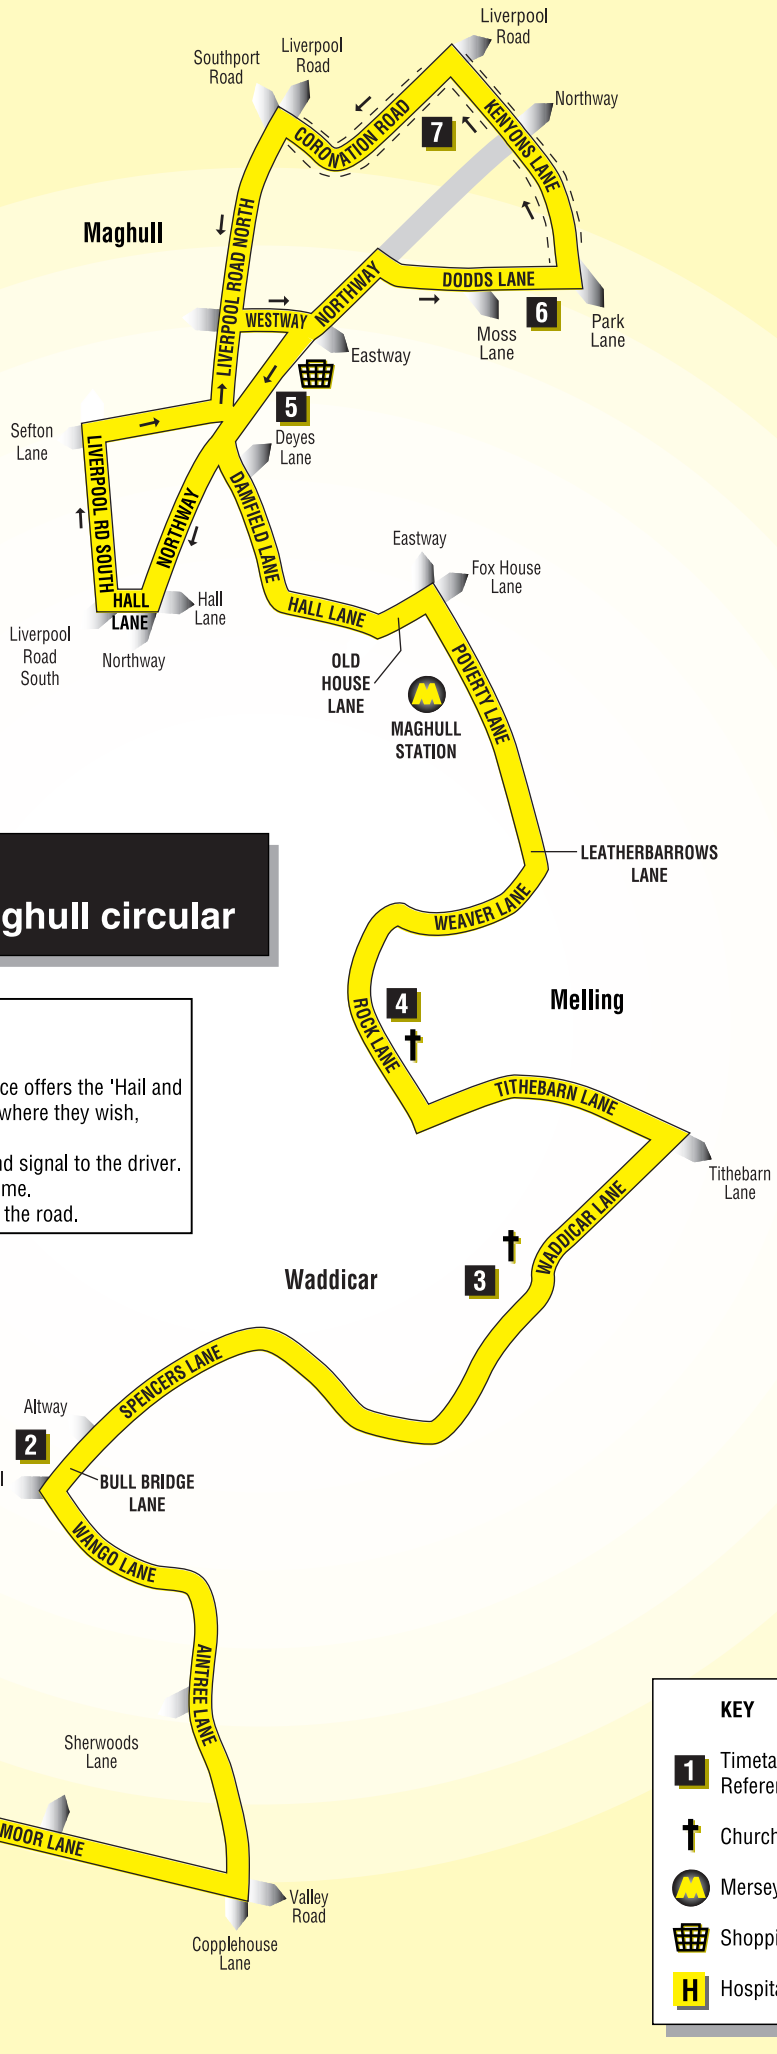 Liverpool
Road
Southport
Road
Liverpool
Road
Northway
CORONATION ROAD
7
KENYONS LANE
Maghull
LIVERPOOL ROAD NORTH
NORTHWAY
DODDS LANE
WESTWAY
6
Moss
Lane
Park
Lane
Eastway
5
Deyes
Lane
Sefton
Lane
LIVERPOOL RD SOUTH
NORTHWAY
DAMFIELD LANE
Eastway
Fox House
Lane
HALL
LANE
Hall
Lane
HALL LANE
Liverpool
Road
South
Northway
OLD
HOUSE
LANE
POVERTY LANE
M
MAGHULL
STATION
LEATHERBARROWS
LANE
ghull circular
WEAVER LANE
4
Melling
ROCK LANE
ce offers the 'Hail and
where they wish,
nd signal to the driver.
me.
the road.
TITHEBARN LANE
Tithebarn
Lane
WADDICAR LANE
Waddicar
3
SPENCERS LANE
Altway
2
l
BULL BRIDGE
LANE
WANGO LANE
AINTREE LANE
Sherwoods
Lane
MOOR LANE
Valley
Road
Copplehouse
Lane
KEY
1
Timeta
Referen
Church
M
Mersey
Shoppi
H
Hospita